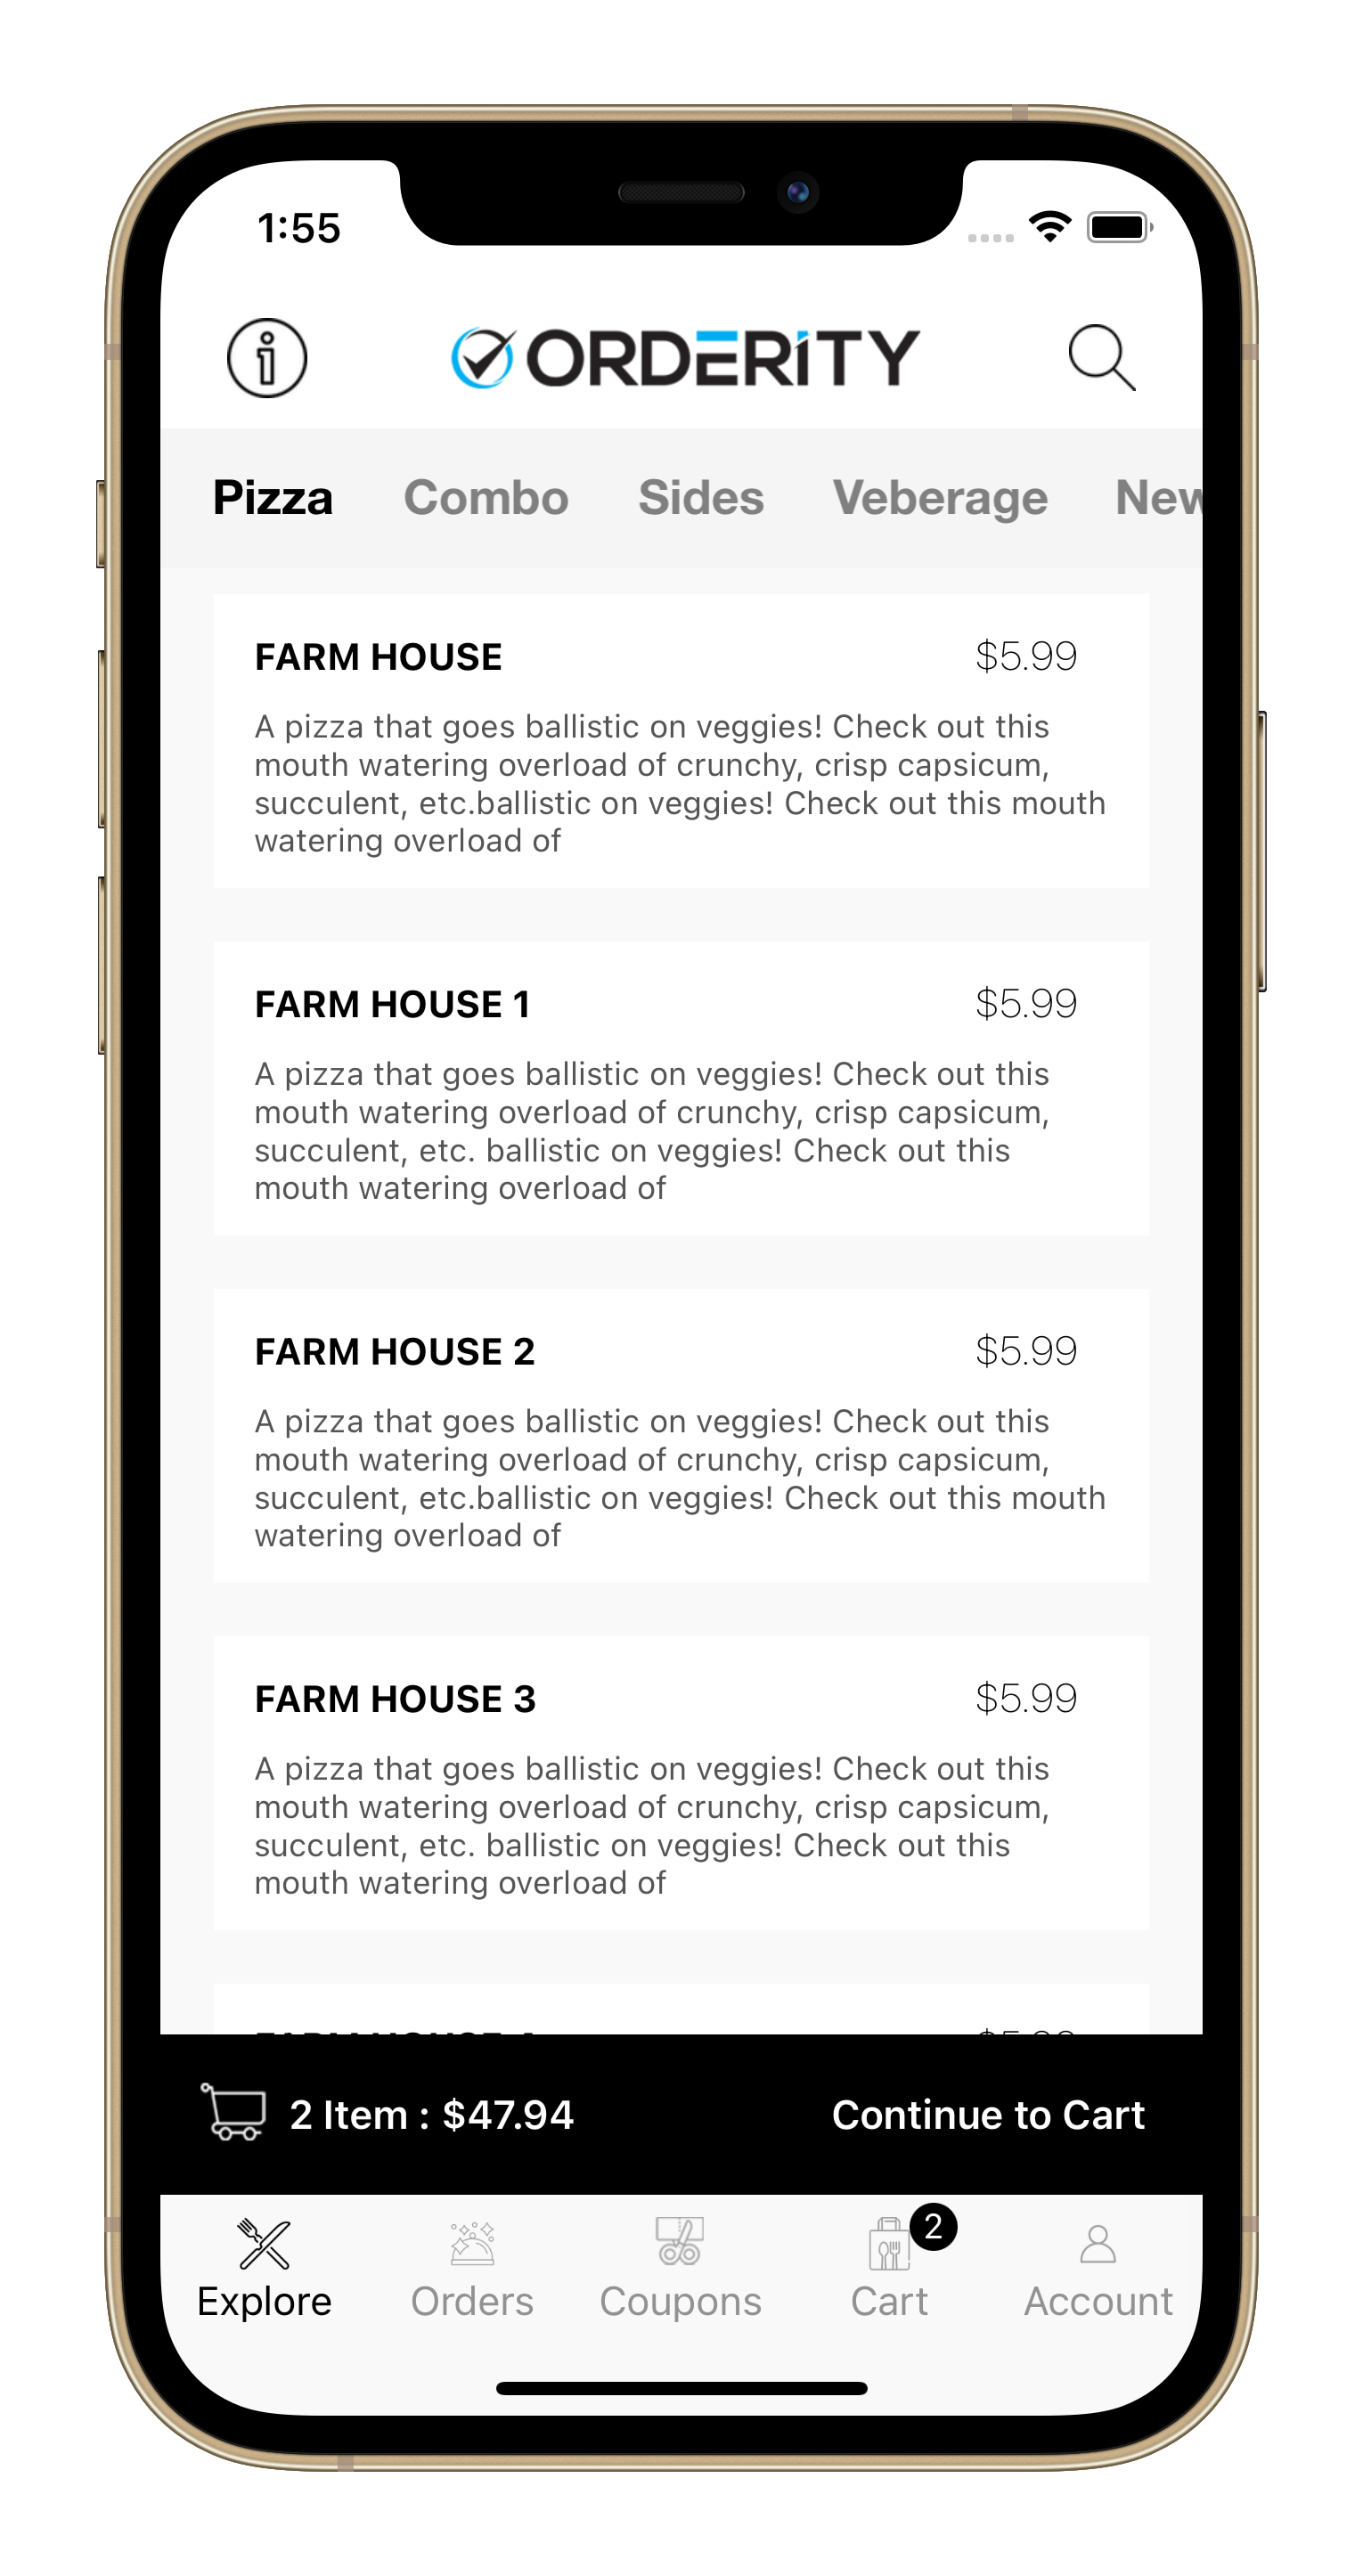 1:55
ORDERITY
Pizza Combo Sides Veberage New
FARM HOUSE $5.99
A pizza that goes ballistic on veggies! Check out this
mouth watering overload of crunchy, crisp capsicum,
succulent, etc.ballistic on veggies! Check out this mouth
watering overload of
FARM HOUSE 1 $5.99
A pizza that goes ballistic on veggies! Check out this
mouth watering overload of crunchy, crisp capsicum,
succulent, etc. ballistic on veggies! Check out this
mouth watering overload of
FARM HOUSE 2 $5.99
A pizza that goes ballistic on veggies! Check out this
mouth watering overload of crunchy, crisp capsicum,
succulent, etc.ballistic on veggies! Check out this mouth
watering overload of
FARM HOUSE 3 $5.99
A pizza that goes ballistic on veggies! Check out this
mouth watering overload of crunchy, crisp capsicum,
succulent, etc. ballistic on veggies! Check out this
mouth watering overload of
2 Item : $47.94 Continue to Cart
2
Explore Orders Coupons Cart Account